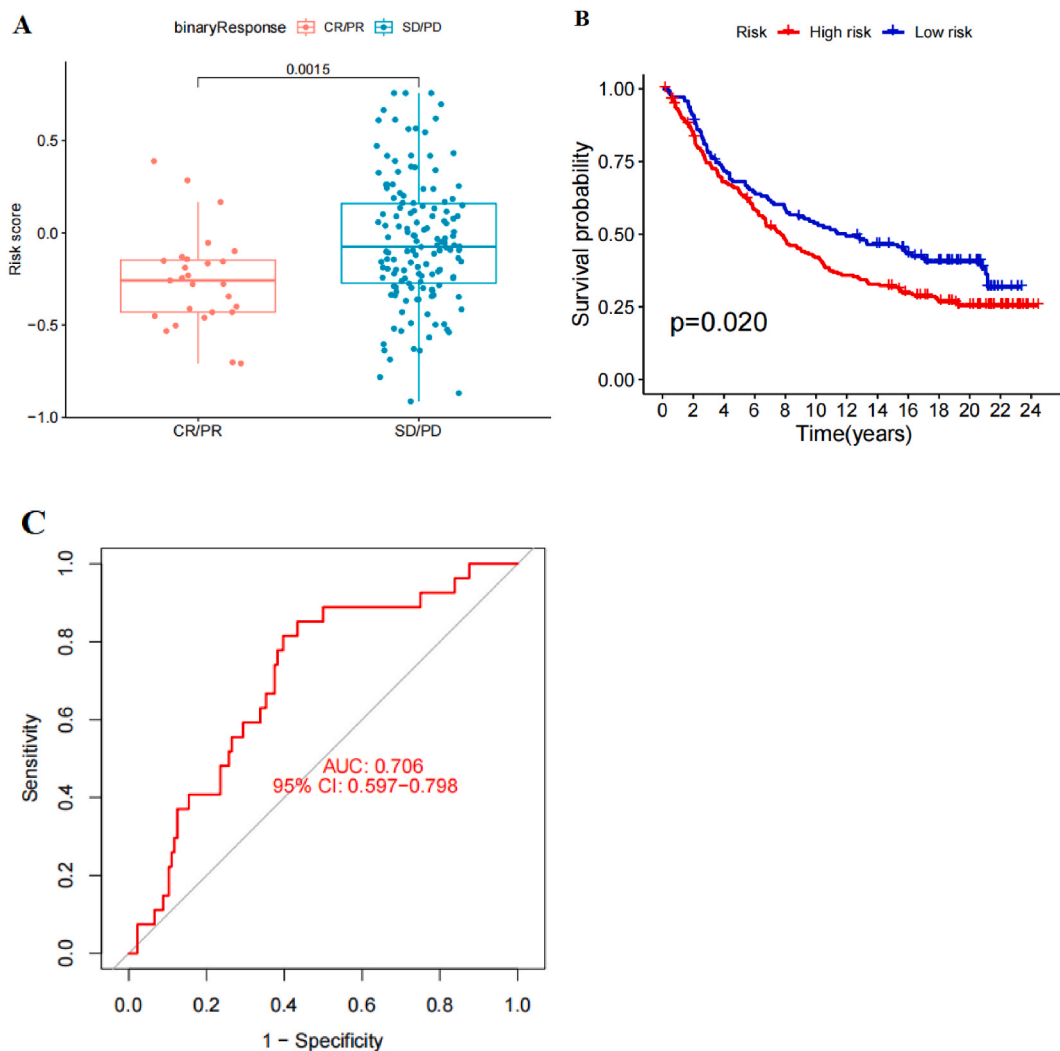 A
binaryResponse CR/PR SD/PD
0.0015
0.5
0.0
−0.5
−1.0
Risk score
CR/PR SD/PD
B
Risk High risk Low risk
1.00
0.75
0.50
0.25
0.00
Survival probability
p=0.020
0 2 4 6 8 10 12 14 16 18 20 22 24
Time(years)
C
1.0
0.8
0.6
0.4
0.2
0.0
Sensitivity
AUC: 0.706
95% CI: 0.597−0.798
0.0 0.2 0.4 0.6 0.8 1.0
1 − Specificity